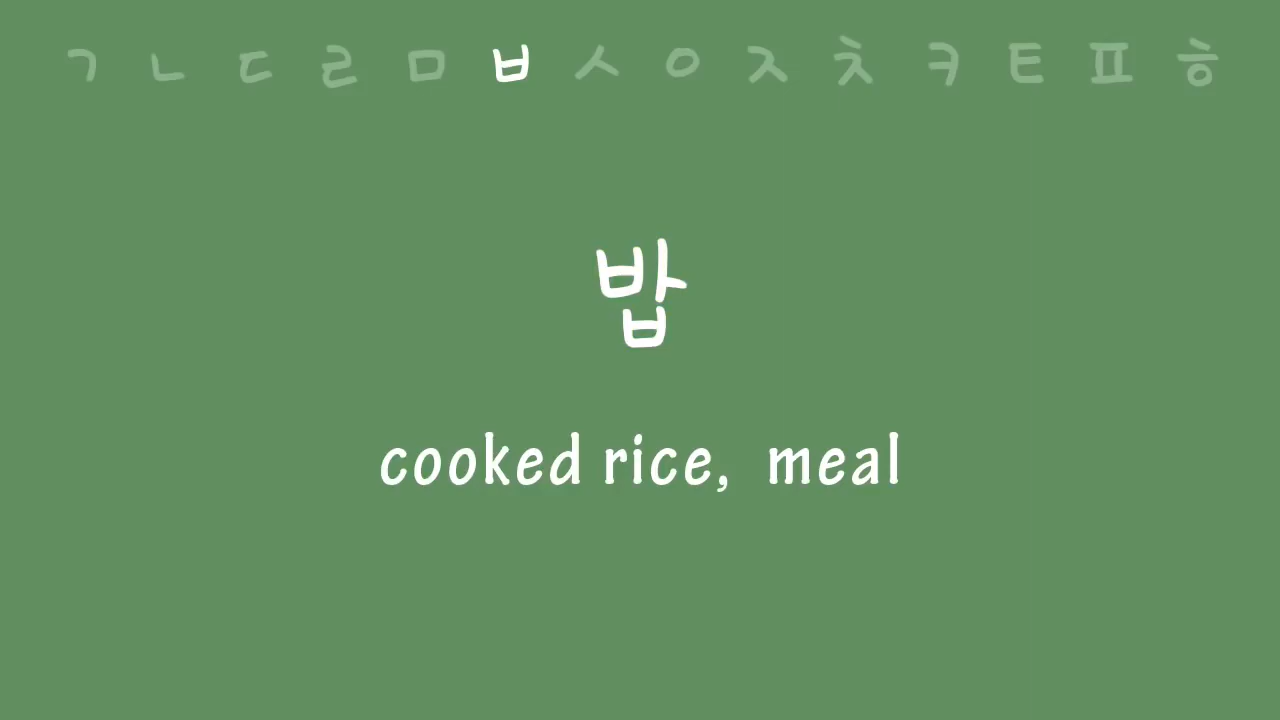 ㄱ ㄴ ㄷ ㄹ ㅁ ㅂ ㅅ ㅇ ㅈ ㅊ ㅋ ㅌ ㅍ ㅎ
밥
cooked rice, meal